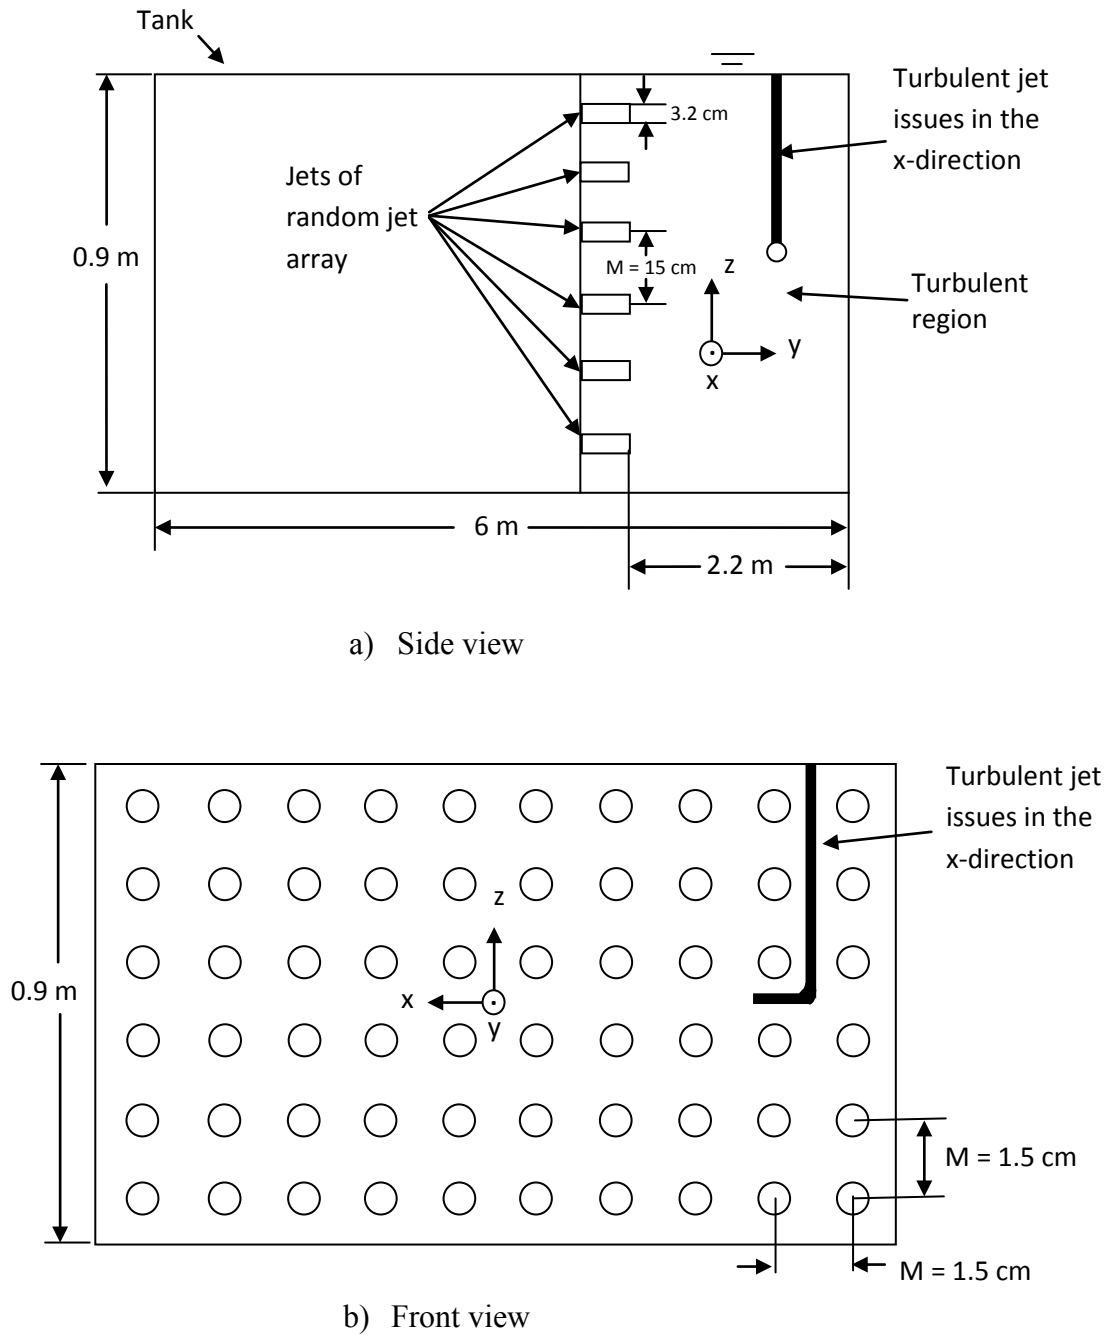 Tank
Turbulent jet
issues in the
x-direction
3.2 cm
Jets of
random jet
array
0.9 m
M = 15 cm
z
y
x
Turbulent
region
6 m
2.2 m
a) Side view
Turbulent jet
issues in the
x-direction
z
x
y
0.9 m
M = 1.5 cm
M = 1.5 cm
b) Front view